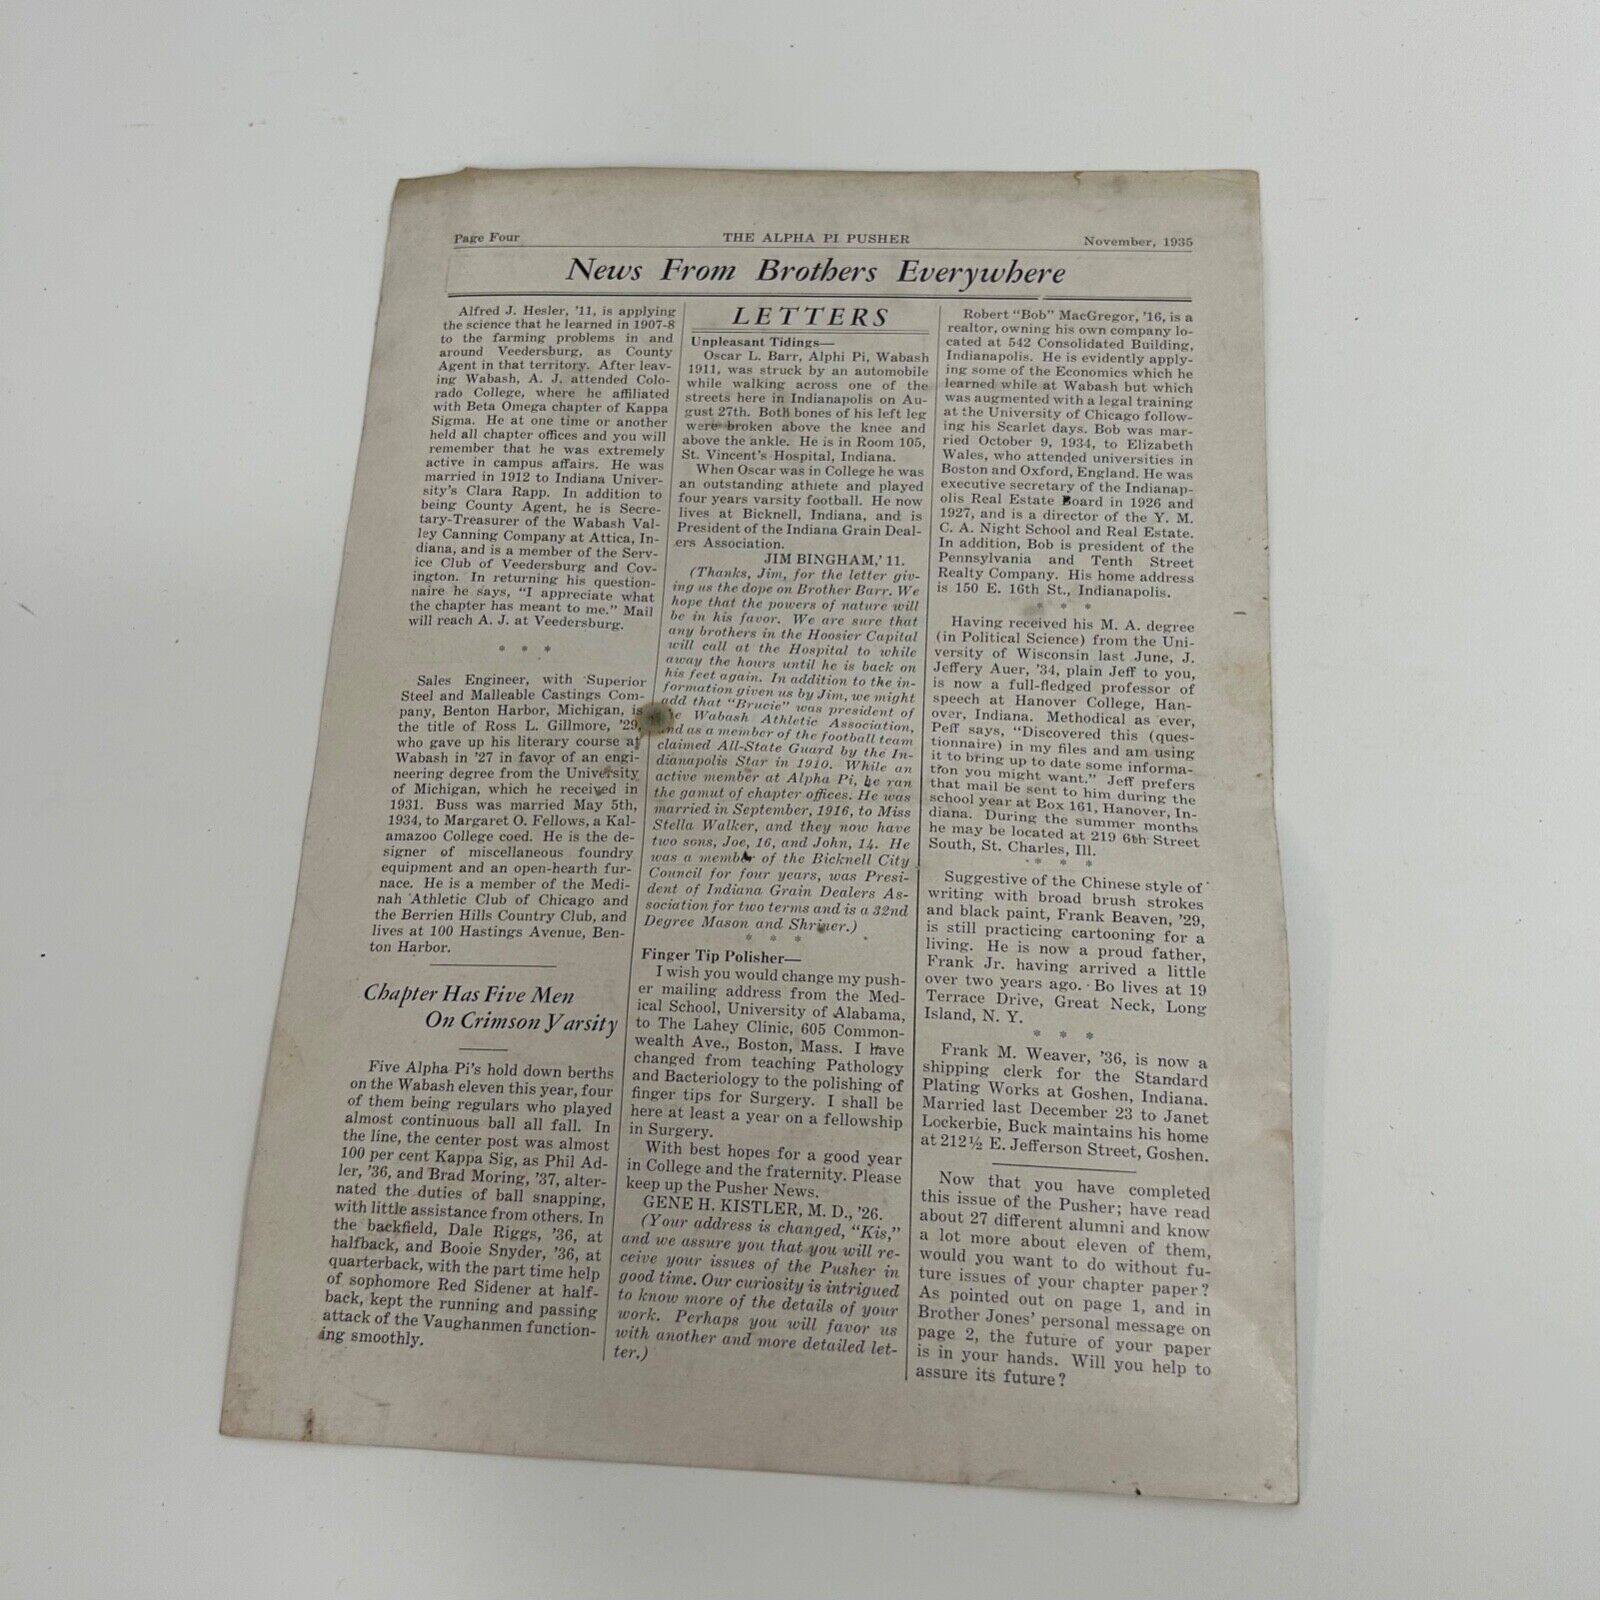 Page Four
THE ALPHA PI PUSHER
November, 1935
News From Brothers Everywhere
Alfred J. Hesler, '11, is applying
the science that he learned in 1907-8
to the farming problems in and
around Veedersburg, as County
Agent in that territory. After leav-
ing Wabash, A. J. attended Colo-
rado College, where he affiliated
with Beta Omega chapter of Kappa
Sigma. He at one time or another
held all chapter offices and you will
remember that he was extremely
active in campus affairs. He was
married in 1912 to Indiana Univer-
sity's Clara Rapp. In addition to
being County Agent, he is Secre-
tary-Treasurer of the Wabash Val-
ley Canning Company at Attica, In-
diana, and is a member of the Serv-
ice Club of Veedersburg and Cov-
ington. In returning his question-
naire he says, "I appreciate what
the chapter has meant to me." Mail
will reach A. J. at Veedersburg.
* * *
Sales Engineer, with Superior
Steel and Malleable Castings Com-
pany, Benton Harbor, Michigan, is
the title of Ross L. Gillmore, '29,
who gave up his literary course at
Wabash in '27 in favor of an engi-
neering degree from the University
of Michigan, which he received in
1931. Buss was married May 5th,
1934, to Margaret O. Fellows, a Kal-
amazoo College coed. He is the de-
signer of miscellaneous foundry
equipment and an open-hearth fur-
nace. He is a member of the Medi-
nah Athletic Club of Chicago and
the Berrien Hills Country Club, and
lives at 100 Hastings Avenue, Ben-
ton Harbor.
Chapter Has Five Men
On Crimson Varsity
Five Alpha Pi's hold down berths
on the Wabash eleven this year, four
of them being regulars who played
almost continuous ball all fall. In
the line, the center post was almost
100 per cent Kappa Sig, as Phil Ad-
ler, '36, and Brad Moring, '37, alter-
nated the duties of ball snapping,
with little assistance from others. In
the backfield, Dale Riggs, '36, at
halfback, and Booie Snyder, '36, at
quarterback, with the part time help
of sophomore Red Sidener at half-
back, kept the running and passing
attack of the Vaughanmen function-
ing smoothly.
LETTERS
Unpleasant Tidings—
Oscar L. Barr, Alphi Pi, Wabash
1911, was struck by an automobile
while walking across one of the
streets here in Indianapolis on Au-
gust 27th. Both bones of his left leg
were broken above the knee and
above the ankle. He is in Room 105,
St. Vincent's Hospital, Indiana.
When Oscar was in College he was
an outstanding athlete and played
four years varsity football. He now
lives at Bicknell, Indiana, and is
President of the Indiana Grain Deal-
ers Association.
JIM BINGHAM,'11.
(Thanks, Jim, for the letter giv-
ing us the dope on Brother Barr. We
hope that the powers of nature will
be in his favor. We are sure that
any brothers in the Hoosier Capital
will call at the Hospital to while
away the hours until he is back on
his feet again. In addition to the in-
formation given us by Jim, we might
add that "Brucie" was president of
Wabash Athletic Association,
and as a member of the football team
claimed All-State Guard by the In-
dianapolis Star in 1910. While an
active member at Alpha Pi, he ran
the gamut of chapter offices. He was
married in September, 1916, to Miss
Stella Walker, and they now have
two sons, Joe, 16, and John, 14. He
was a member of the Bicknell City
Council for four years, was Presi-
dent of Indiana Grain Dealers As-
sociation for two terms and is a 32nd
Degree Mason and Shriner.)
* * *
Finger Tip Polisher—
I wish you would change my push-
er mailing address from the Med-
ical School, University of Alabama,
to The Lahey Clinic, 605 Common-
wealth Ave., Boston, Mass. I have
changed from teaching Pathology
and Bacteriology to the polishing of
finger tips for Surgery. I shall be
here at least a year on a fellowship
in Surgery.
With best hopes for a good year
in College and the fraternity. Please
keep up the Pusher News.
GENE H. KISTLER, M. D., '26.
(Your address is changed, "Kis,"
and we assure you that you will re-
ceive your issues of the Pusher in
good time. Our curiosity is intrigued
to know more of the details of your
work. Perhaps you will favor us
with another and more detailed let-
ter.)
Robert "Bob" MacGregor, '16, is a
realtor, owning his own company lo-
cated at 542 Consolidated Building,
Indianapolis. He is evidently apply-
ing some of the Economics which he
learned while at Wabash but which
was augmented with a legal training
at the University of Chicago follow-
ing his Scarlet days. Bob was mar-
ried October 9, 1934, to Elizabeth
Wales, who attended universities in
Boston and Oxford, England. He was
executive secretary of the Indianap-
olis Real Estate Board in 1926 and
1927, and is a director of the Y. M.
C. A. Night School and Real Estate.
In addition, Bob is president of the
Pennsylvania and Tenth Street
Realty Company. His home address
is 150 E. 16th St., Indianapolis.
* * *
Having received his M. A. degree
(in Political Science) from the Uni-
versity of Wisconsin last June, J.
Jeffery Auer, '34, plain Jeff to you,
is now a full-fledged professor of
speech at Hanover College, Han-
over, Indiana. Methodical as ever,
Peff says, "Discovered this (ques-
tionnaire) in my files and am using
it to bring up to date some informa-
tion you might want." Jeff prefers
that mail be sent to him during the
school year at Box 161, Hanover, In-
diana. During the summer months
he may be located at 219 6th Street
South, St. Charles, Ill.
* * *
Suggestive of the Chinese style of
writing with broad brush strokes
and black paint, Frank Beaven, '29,
is still practicing cartooning for a
living. He is now a proud father,
Frank Jr. having arrived a little
over two years ago. Bo lives at 19
Terrace Drive, Great Neck, Long
Island, N. Y.
* * *
Frank M. Weaver, '36, is now a
shipping clerk for the Standard
Plating Works at Goshen, Indiana.
Married last December 23 to Janet
Lockerbie, Buck maintains his home
at 212½ E. Jefferson Street, Goshen.
Now that you have completed
this issue of the Pusher; have read
about 27 different alumni and know
a lot more about eleven of them,
would you want to do without fu-
ture issues of your chapter paper?
As pointed out on page 1, and in
Brother Jones' personal message on
page 2, the future of your paper
is in your hands. Will you help to
assure its future?